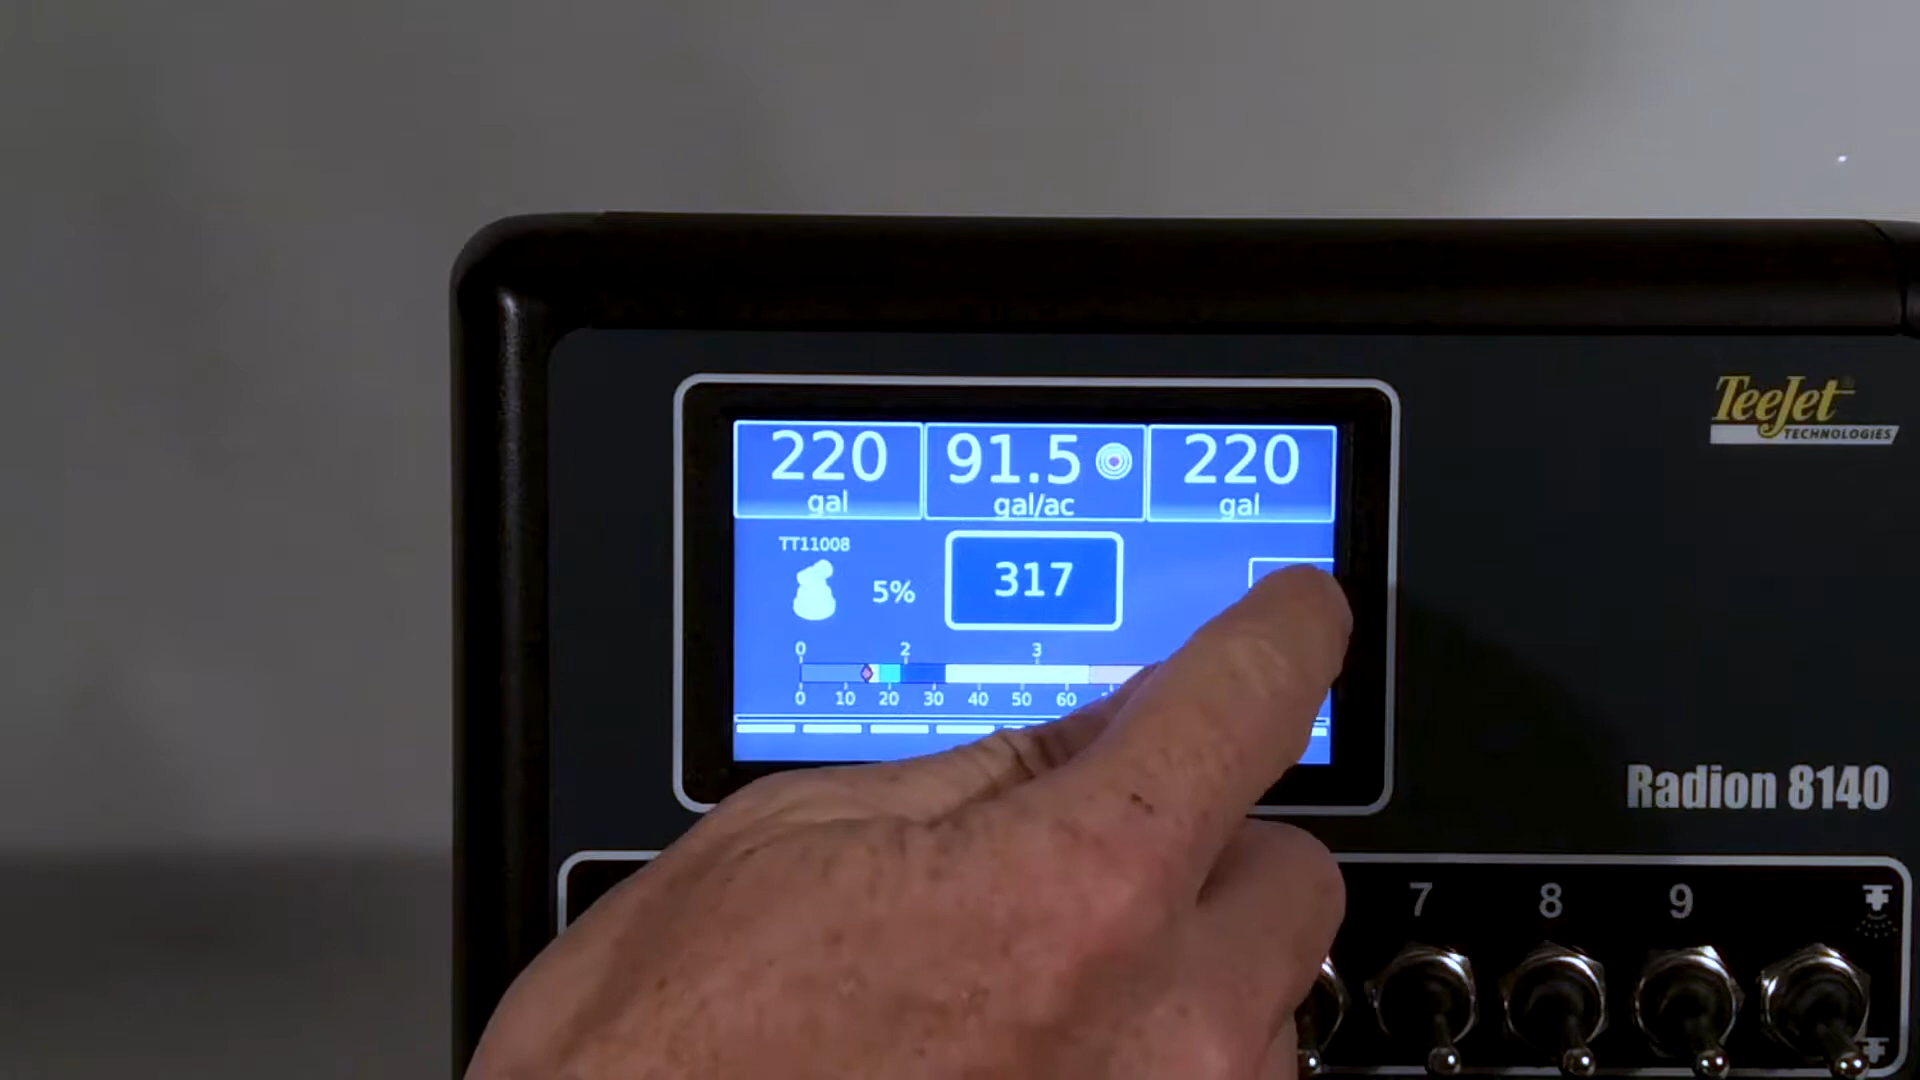 TeeJet®
TECHNOLOGIES
220 91.5 220
gal gal/ac gal
TT11008
5% 317
0 2 3
0 10 20 30 40 50 60
Radion 8140
7 8 9